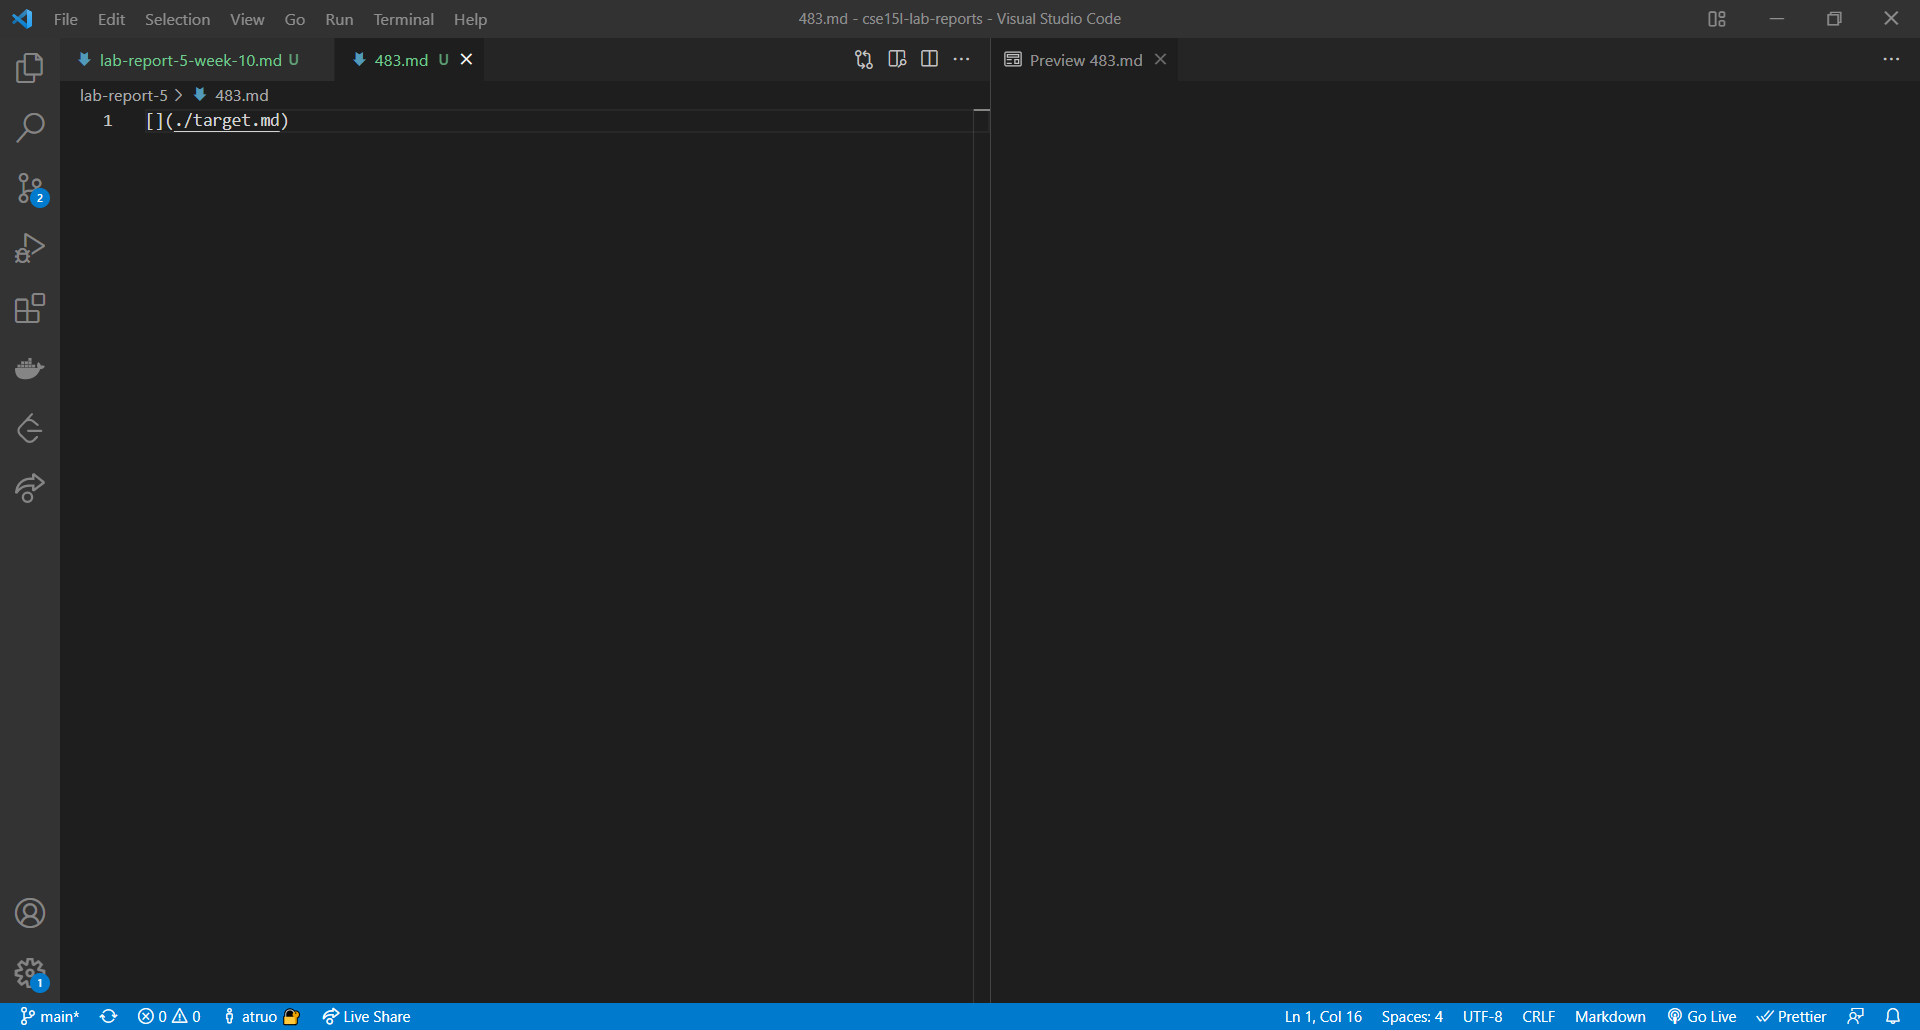 File Edit Selection View Go Run Terminal Help
483.md - cse15l-lab-reports - Visual Studio Code
lab-report-5-week-10.md U
483.md U
Preview 483.md
lab-report-5 > 483.md
1 [](./target.md)
2
1
main*
0 0
atruo
Live Share
Ln 1, Col 16
Spaces: 4
UTF-8
CRLF
Markdown
Go Live
Prettier